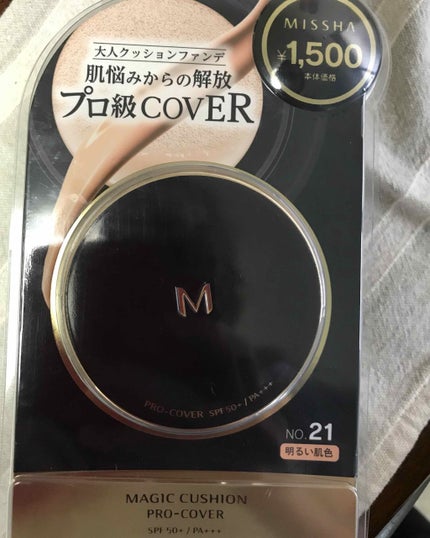 MISSHA
¥1,500
本体価格
大人クッションファンデ
肌悩みからの解放
プロ級COVER
M
PRO-COVER SPF50+/PA+++
NO.21
明るい肌色
MAGIC CUSHION
PRO-COVER
SPF 50+ / PA+++